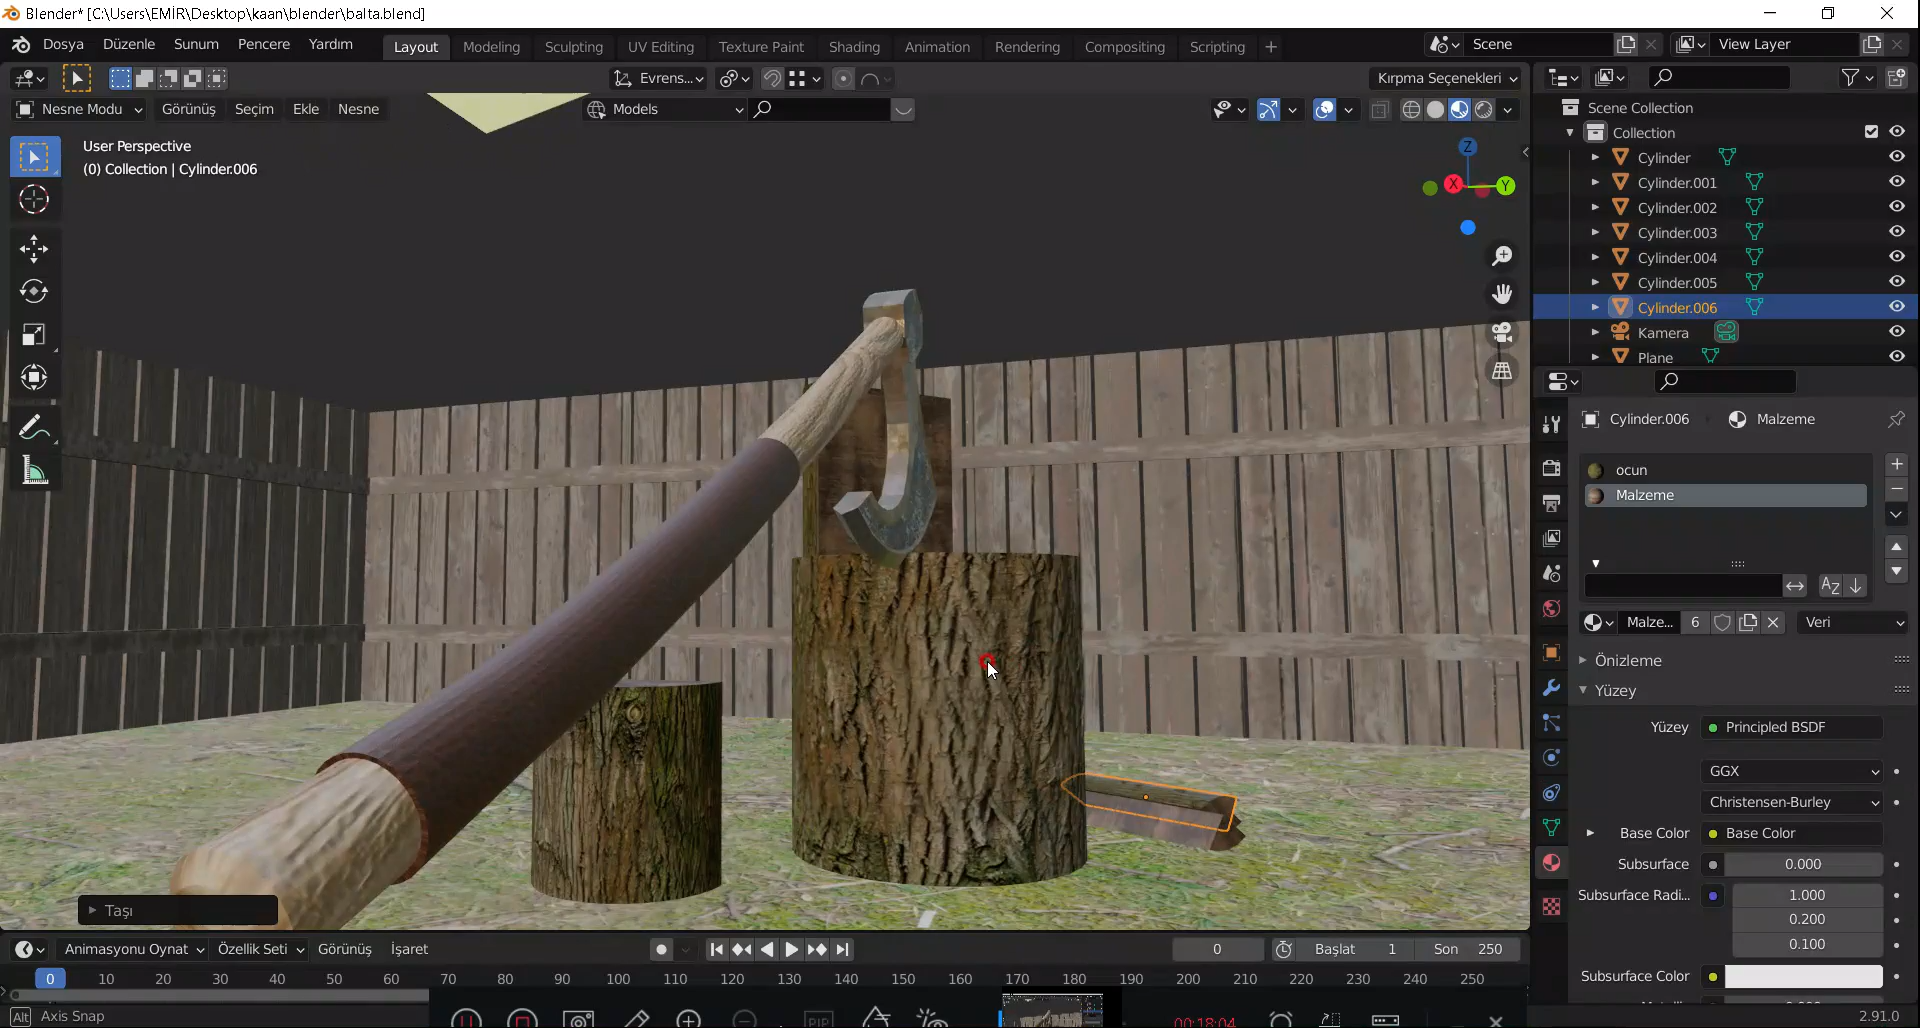 Blender* [C:\Users\EMİR\Desktop\kaan\blender\balta.blend]
Dosya Düzenle Sunum Pencere Yardım Layout Modeling Sculpting UV Editing Texture Paint Shading Animation Rendering Compositing Scripting + Scene View Layer
Evrens... Kırpma Seçenekleri
Nesne Modu Görünüş Seçim Ekle Nesne Models
User Perspective
(0) Collection | Cylinder.006
Z
X
Y
Taşı
Scene Collection
Collection
Cylinder
Cylinder.001
Cylinder.002
Cylinder.003
Cylinder.004
Cylinder.005
Cylinder.006
Kamera
Plane
Cylinder.006 Malzeme
ocun
Malzeme
Malze... 6 Veri
Önizleme
Yüzey
Yüzey Principled BSDF
GGX
Christensen-Burley
Base Color Base Color
Subsurface 0.000
Subsurface Radi... 1.000
0.200
0.100
Subsurface Color
Animasyonu Oynat Özellik Seti Görünüş İşaret 0 Başlat 1 Son 250
0 10 20 30 40 50 60 70 80 90 100 110 120 130 140 150 160 170 180 190 200 210 220 230 240 250
Alt Axis Snap PIP 00:18:04 2.91.0